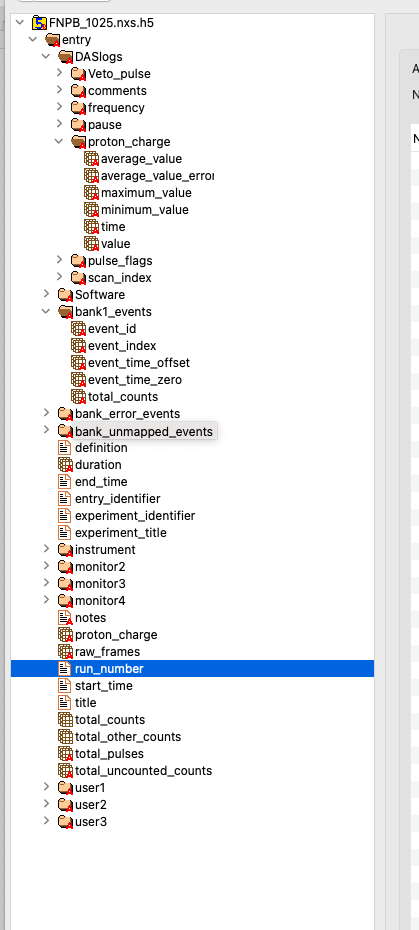 FNPB_1025.nxs.h5
entry
DASlogs
Veto_pulse
comments
frequency
pause
proton_charge
average_value
average_value_error
maximum_value
minimum_value
time
value
pulse_flags
scan_index
Software
bank1_events
event_id
event_index
event_time_offset
event_time_zero
total_counts
bank_error_events
bank_unmapped_events
definition
duration
end_time
entry_identifier
experiment_identifier
experiment_title
instrument
monitor2
monitor3
monitor4
notes
proton_charge
raw_frames
run_number
start_time
title
total_counts
total_other_counts
total_pulses
total_uncounted_counts
user1
user2
user3